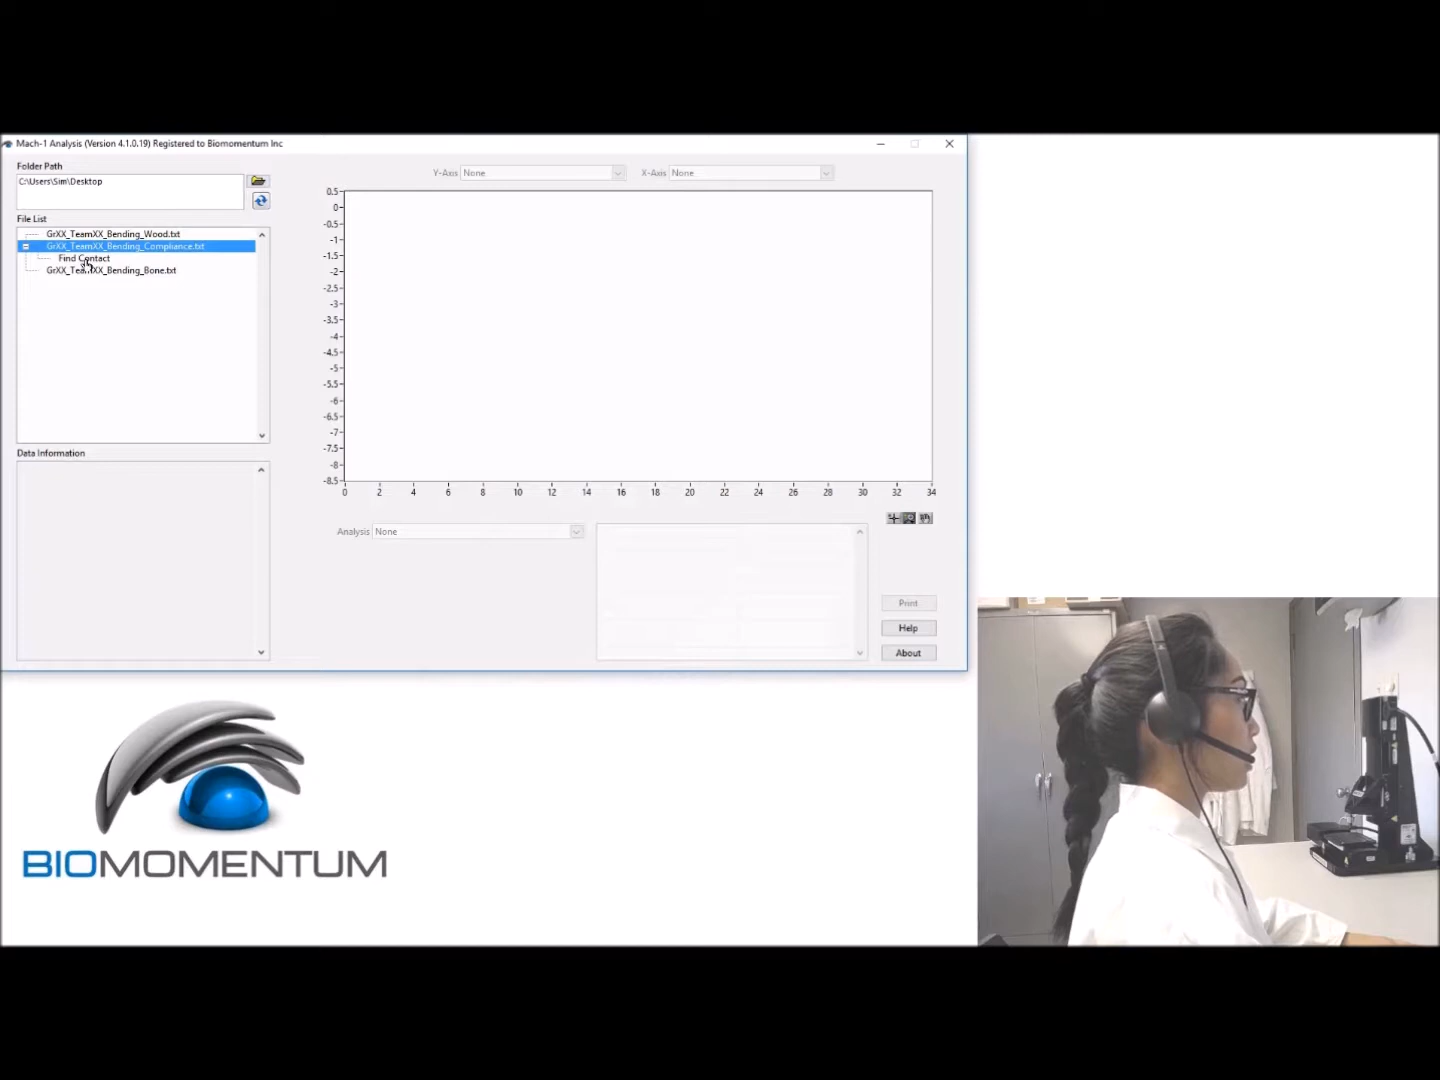 Mach-1 Analysis (Version 4.1.0.19) Registered to Biomomentum Inc
Folder Path
C:\Users\Sim\Desktop
File List
GrXX_TeamXX_Bending_Wood.txt
GrXX_TeamXX_Bending_Compliance.txt
Find Contact
GrXX_TeamXX_Bending_Bone.txt
Data Information
Y-Axis None
X-Axis None
0.5
0
-0.5
-1
-1.5
-2
-2.5
-3
-3.5
-4
-4.5
-5
-5.5
-6
-6.5
-7
-7.5
-8
-8.5
0 2 4 6 8 10 12 14 16 18 20 22 24 26 28 30 32 34
Analysis None
Print
Help
About
BIOMOMENTUM